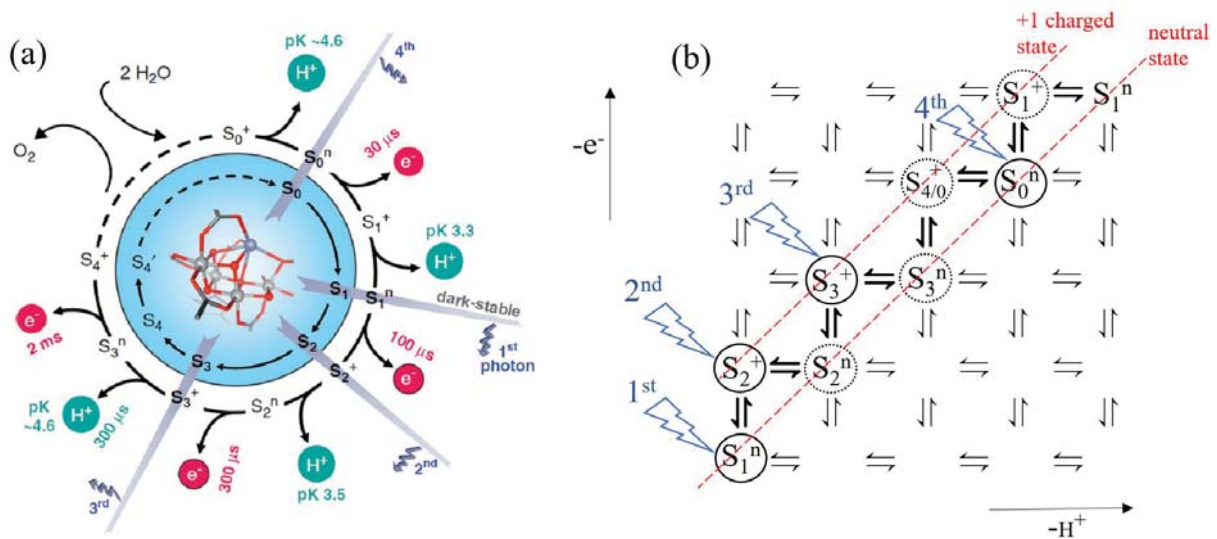 (a)
pK ~4.6
H⁺
4ᵗʰ
2 H₂O
O₂
S₀⁺
S₀ⁿ
S₀
30 μs
e⁻
S₁⁺
pK 3.3
H⁺
S₄⁺
S₄'
S₁
S₁ⁿ
dark-stable
1ˢᵗ
photon
e⁻
2 ms
S₄
S₃ⁿ
S₃
S₂
S₂⁺
100 μs
e⁻
pK
~4.6
H⁺
300 μs
S₃⁺
S₂ⁿ
2ⁿᵈ
3ʳᵈ
e⁻
300 μs
H⁺
pK 3.5
(b)
+1 charged
state
neutral
state
-e⁻
4ᵗʰ
S₁⁺
S₁ⁿ
3ʳᵈ
S₄/₀⁺
S₀ⁿ
2ⁿᵈ
S₃⁺
S₃ⁿ
1ˢᵗ
S₂⁺
S₂ⁿ
S₁ⁿ
-H⁺